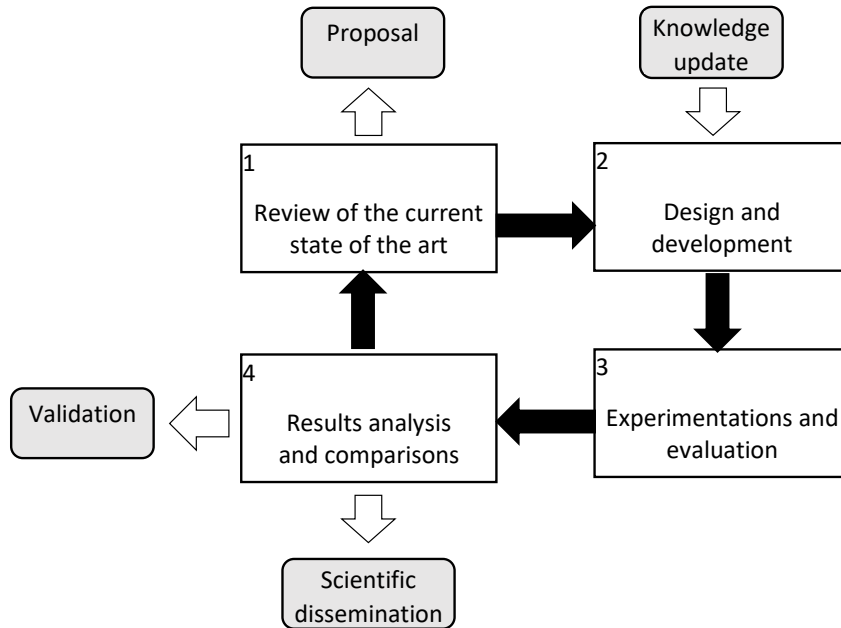 Proposal
Knowledge
update
1
Review of the current
state of the art
2
Design and
development
4
Results analysis
and comparisons
3
Experimentations and
evaluation
Validation
Scientific
dissemination